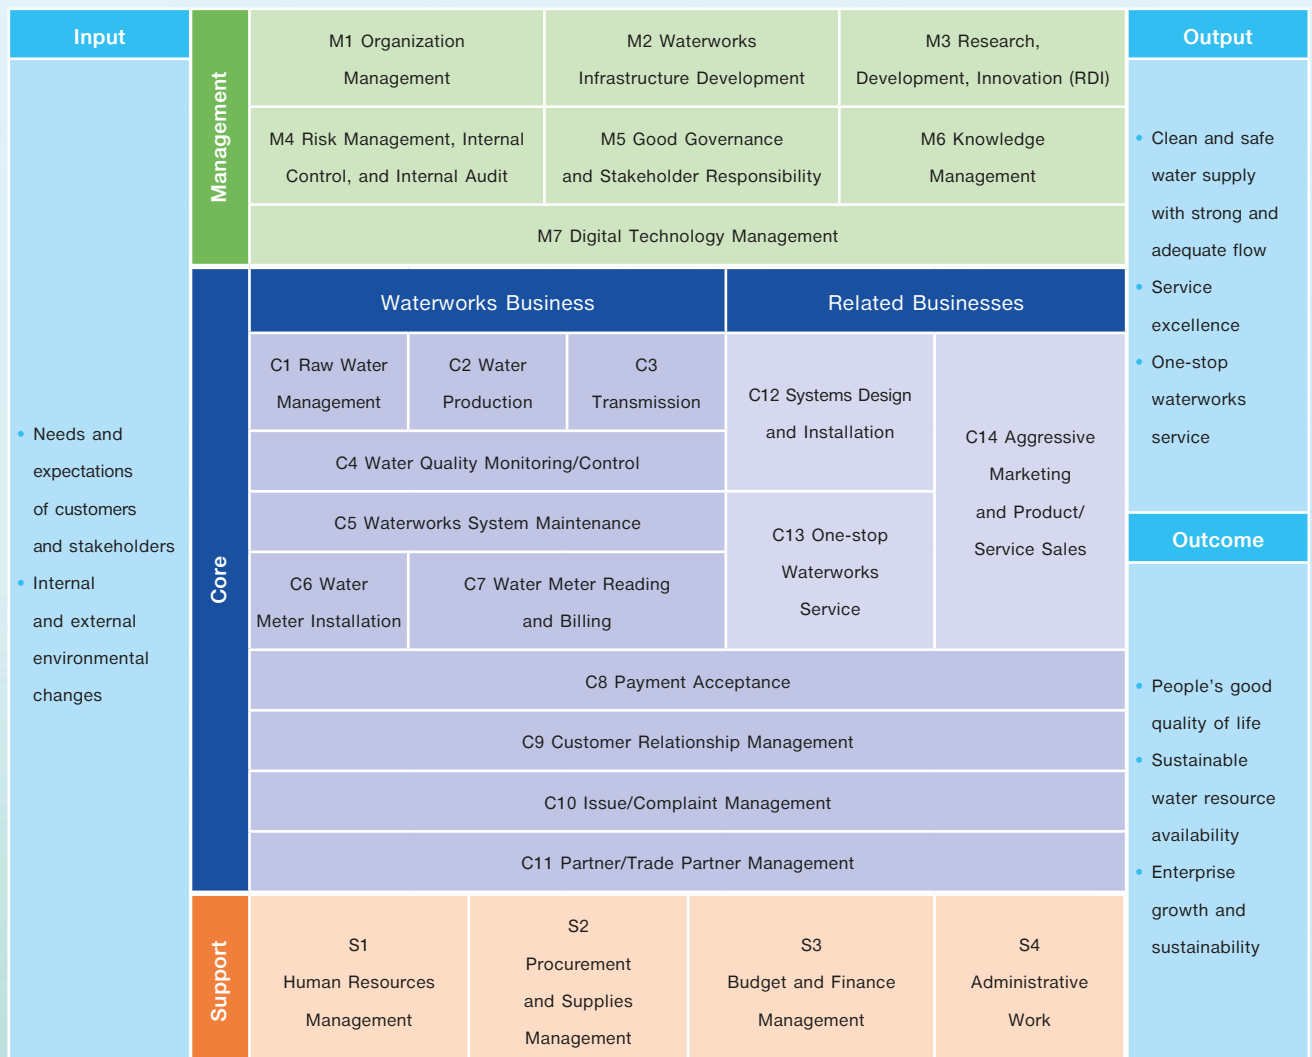 Input
• Needs and
expectations
of customers
and stakeholders
• Internal
and external
environmental
changes
Management
M1 Organization
Management
M2 Waterworks
Infrastructure Development
M3 Research,
Development, Innovation (RDI)
M4 Risk Management, Internal
Control, and Internal Audit
M5 Good Governance
and Stakeholder Responsibility
M6 Knowledge
Management
M7 Digital Technology Management
Core
Waterworks Business
Related Businesses
C1 Raw Water
Management
C2 Water
Production
C3
Transmission
C4 Water Quality Monitoring/Control
C5 Waterworks System Maintenance
C6 Water
Meter Installation
C7 Water Meter Reading
and Billing
C12 Systems Design
and Installation
C13 One-stop
Waterworks
Service
C14 Aggressive
Marketing
and Product/
Service Sales
C8 Payment Acceptance
C9 Customer Relationship Management
C10 Issue/Complaint Management
C11 Partner/Trade Partner Management
Support
S1
Human Resources
Management
S2
Procurement
and Supplies
Management
S3
Budget and Finance
Management
S4
Administrative
Work
Output
• Clean and safe
water supply
with strong and
adequate flow
• Service
excellence
• One-stop
waterworks
service
Outcome
• People's good
quality of life
• Sustainable
water resource
availability
• Enterprise
growth and
sustainability